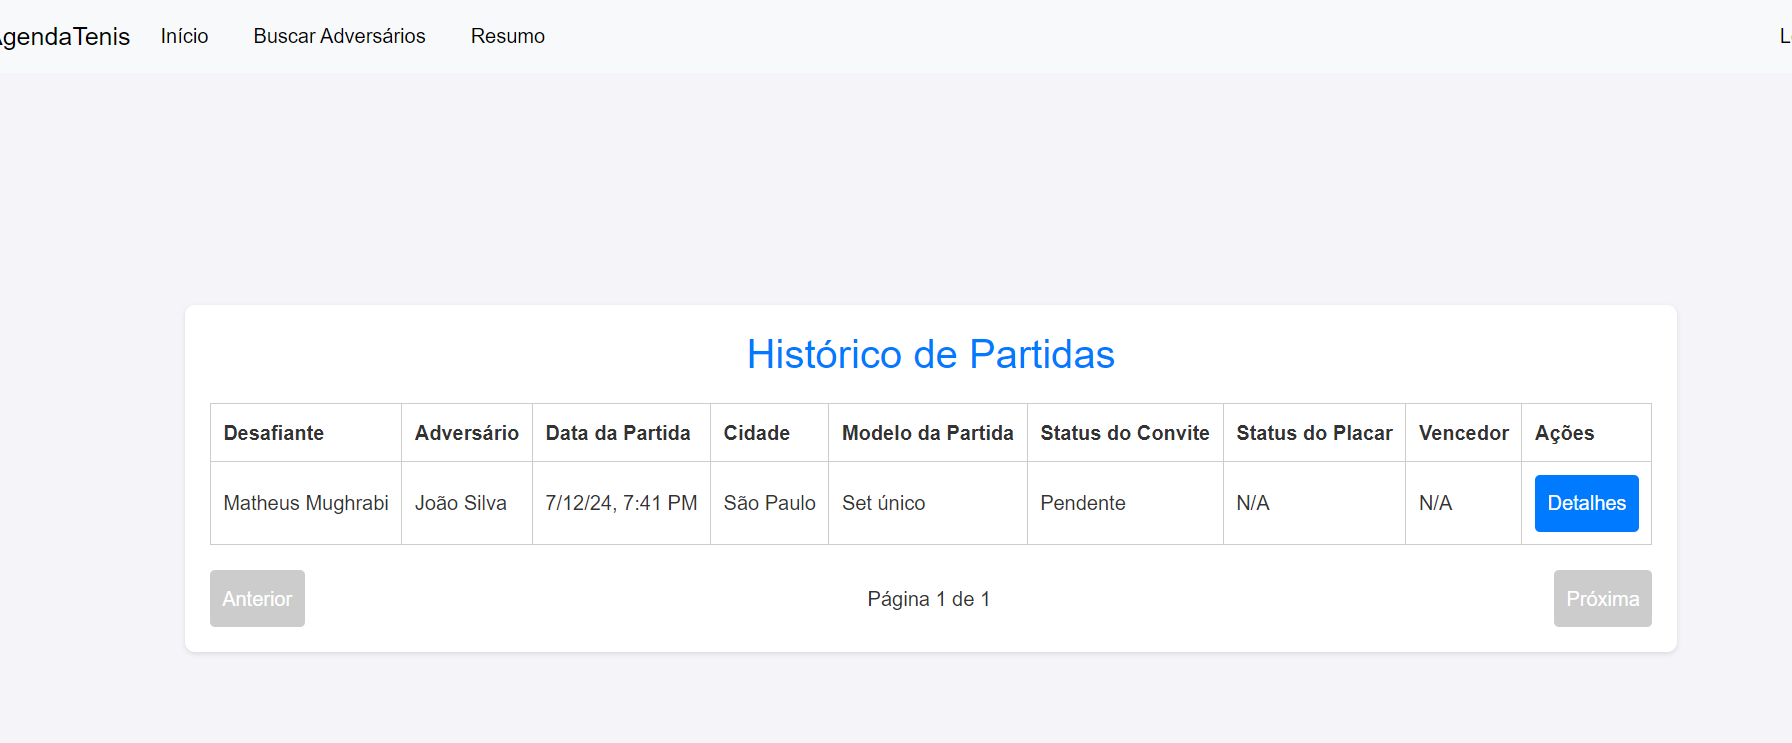 AgendaTenis Início Buscar Adversários Resumo
Histórico de Partidas
Desafiante Adversário Data da Partida Cidade Modelo da Partida Status do Convite Status do Placar Vencedor Ações
Matheus Mughrabi João Silva 7/12/24, 7:41 PM São Paulo Set único Pendente N/A N/A Detalhes
Anterior Página 1 de 1 Próxima